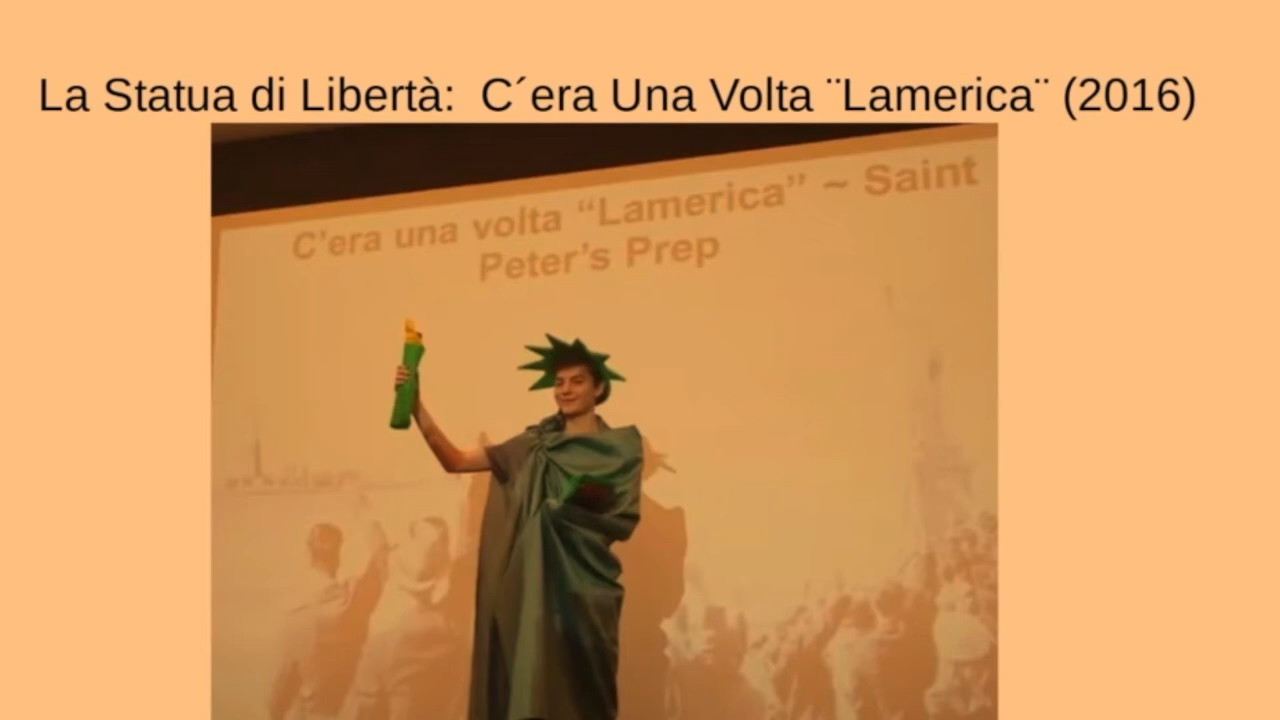 La Statua di Libertà:  C´era Una Volta ¨Lamerica¨ (2016)
C'era una volta “Lamerica” ~ Saint
Peter's Prep